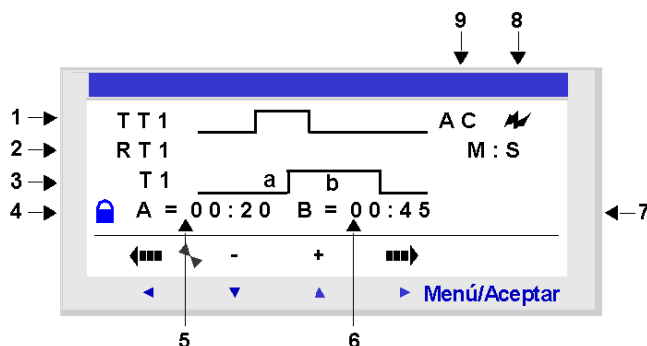 9 8
1 TT1 AC
2 RT1 M:S
3 T1 a b
4 A = 00:20 B = 00:45 7
- +
Menú/Aceptar
5 6